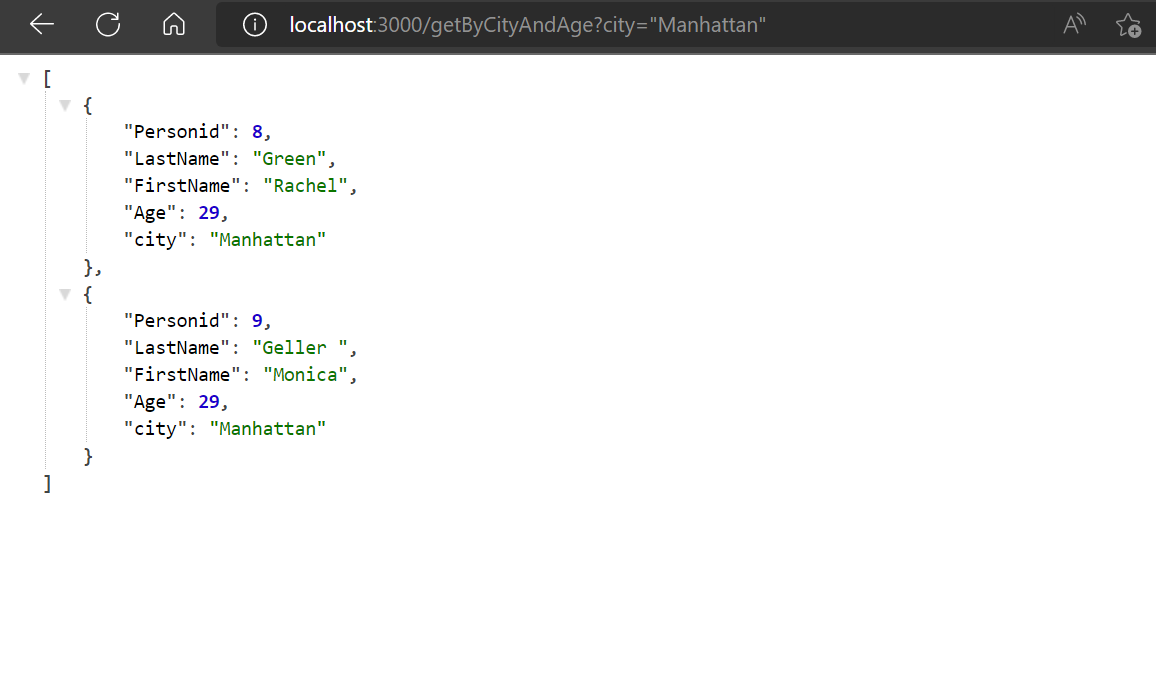 localhost:3000/getByCityAndAge?city="Manhattan"
[
{
"Personid": 8,
"LastName": "Green",
"FirstName": "Rachel",
"Age": 29,
"city": "Manhattan"
},
{
"Personid": 9,
"LastName": "Geller ",
"FirstName": "Monica",
"Age": 29,
"city": "Manhattan"
}
]